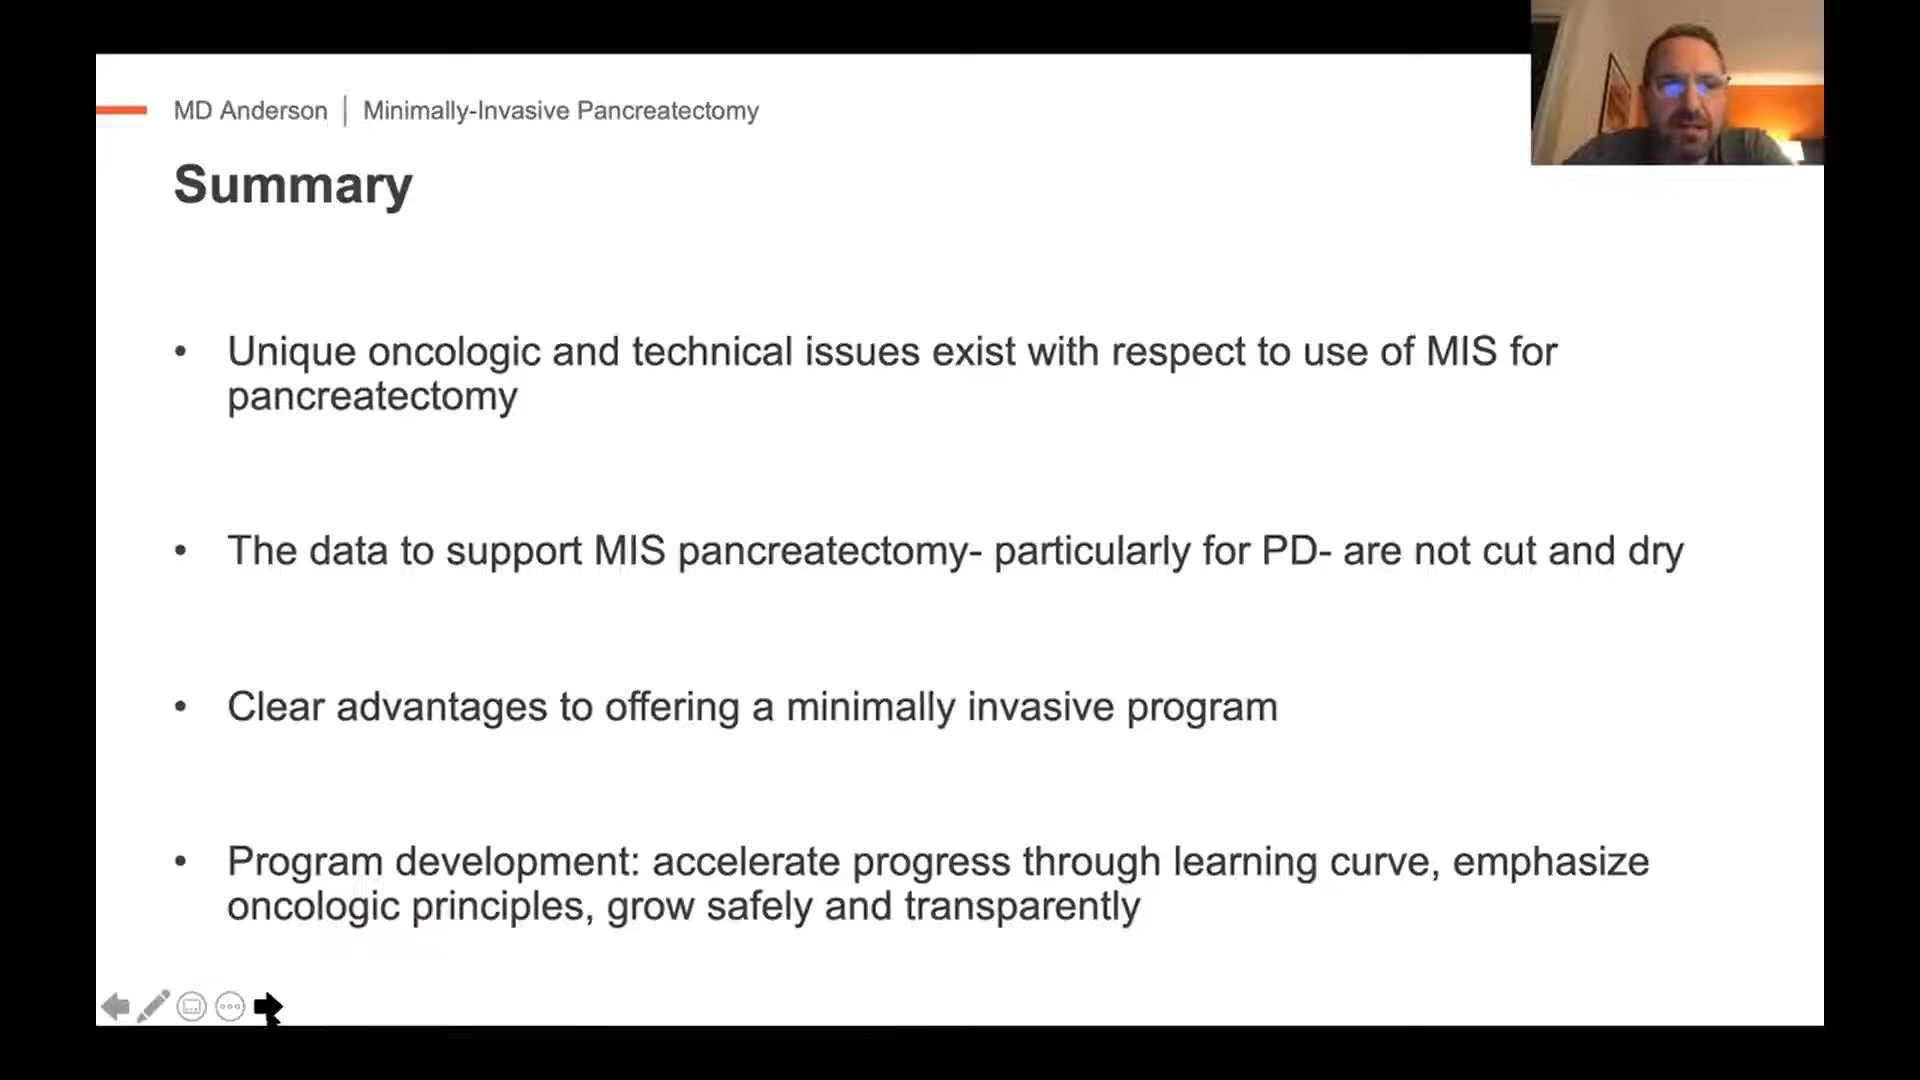 MD Anderson | Minimally-Invasive Pancreatectomy
Summary
• Unique oncologic and technical issues exist with respect to use of MIS for
pancreatectomy
• The data to support MIS pancreatectomy- particularly for PD- are not cut and dry
• Clear advantages to offering a minimally invasive program
• Program development: accelerate progress through learning curve, emphasize
oncologic principles, grow safely and transparently